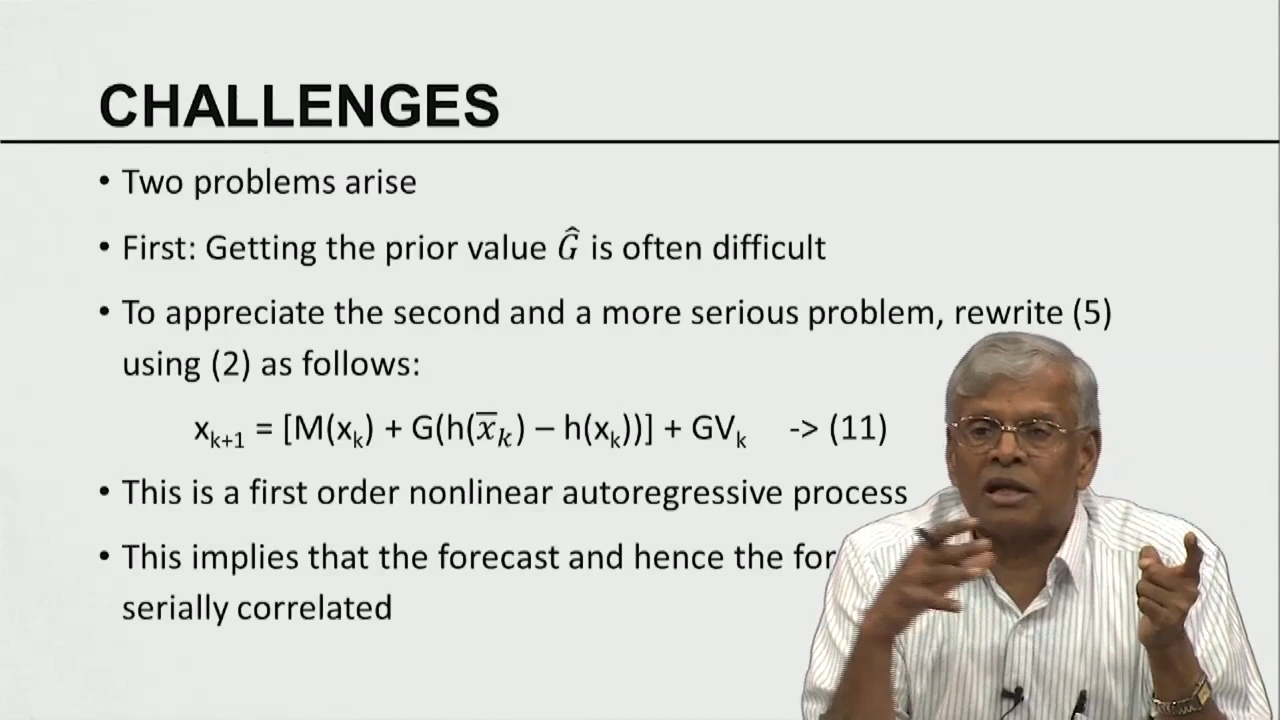 CHALLENGES
• Two problems arise
• First: Getting the prior value Ĝ is often difficult
• To appreciate the second and a more serious problem, rewrite (5)
using (2) as follows:
xₖ₊₁ = [M(xₖ) + G(h(x̅ₖ) – h(xₖ))] + GVₖ -> (11)
• This is a first order nonlinear autoregressive process
• This implies that the forecast and hence the
serially correlated